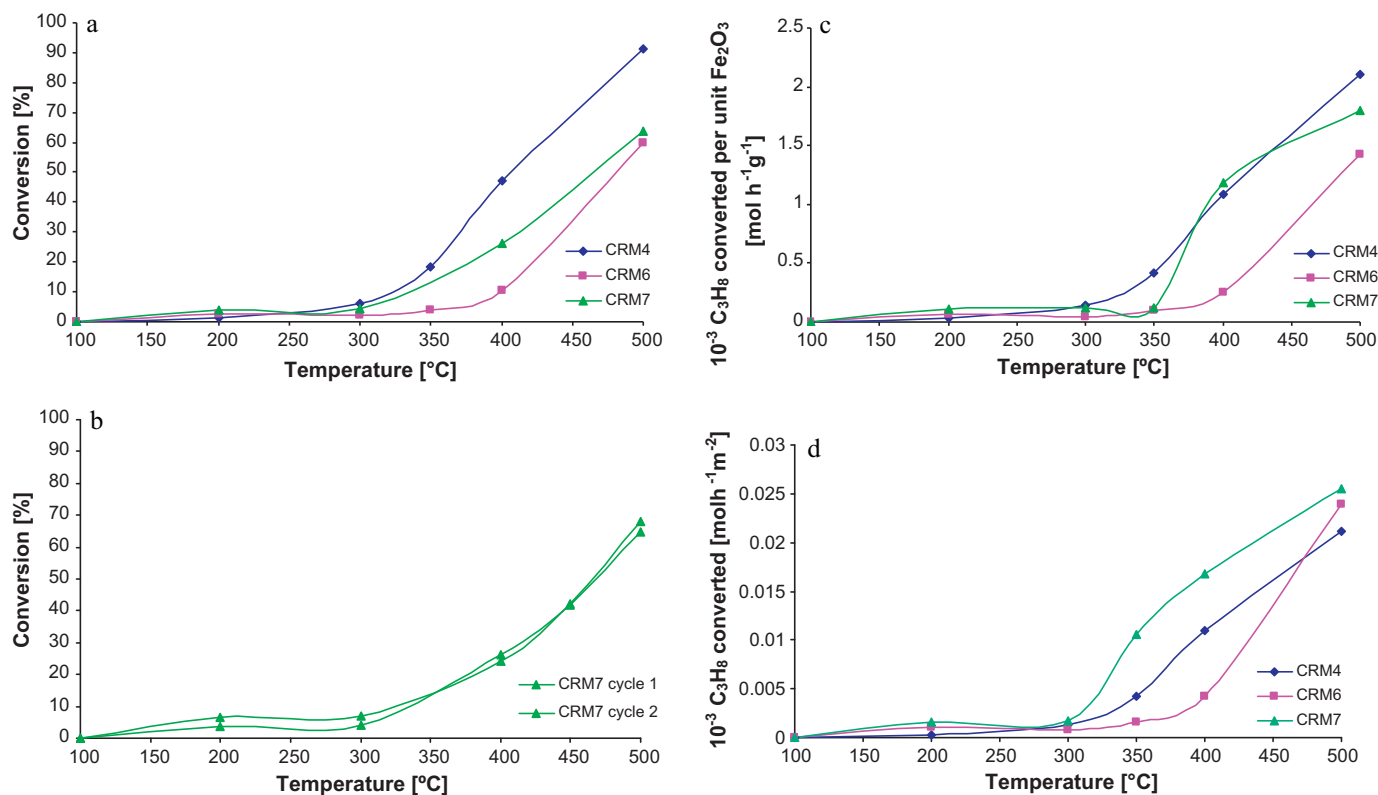 a
Conversion [%]
100
90
80
70
60
50
40
30
20
10
0
CRM4
CRM6
CRM7
100 150 200 250 300 350 400 450 500
Temperature [°C]
c
10⁻³ C₃H₈ converted per unit Fe₂O₃
[mol h⁻¹g⁻¹]
2.5
2
1.5
1
0.5
0
CRM4
CRM6
CRM7
100 150 200 250 300 350 400 450 500
Temperature [ºC]
b
Conversion [%]
100
90
80
70
60
50
40
30
20
10
0
CRM7 cycle 1
CRM7 cycle 2
100 150 200 250 300 350 400 450 500
Temperature [ºC]
d
10⁻³ C₃H₈ converted [molh⁻¹m⁻²]
0.03
0.025
0.02
0.015
0.01
0.005
0
CRM4
CRM6
CRM7
100 150 200 250 300 350 400 450 500
Temperature [°C]